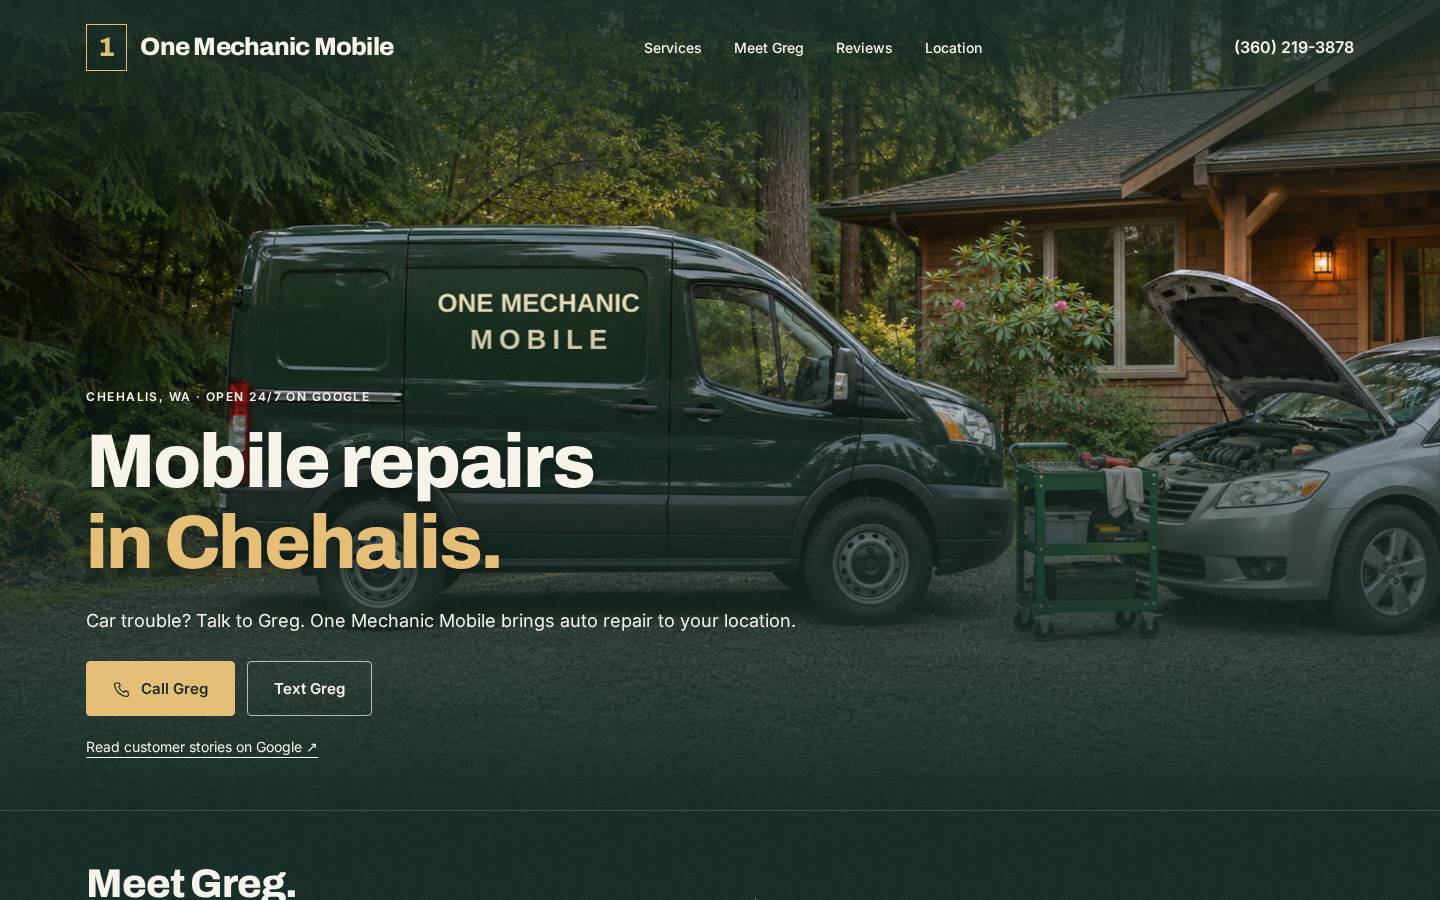 1 One Mechanic Mobile
Services Meet Greg Reviews Location
(360) 219-3878
ONE MECHANIC
MOBILE
CHEHALIS, WA · OPEN 24/7 ON GOOGLE
Mobile repairs
in Chehalis.
Car trouble? Talk to Greg. One Mechanic Mobile brings auto repair to your location.
Call Greg
Text Greg
Read customer stories on Google ↗
Meet Greg.